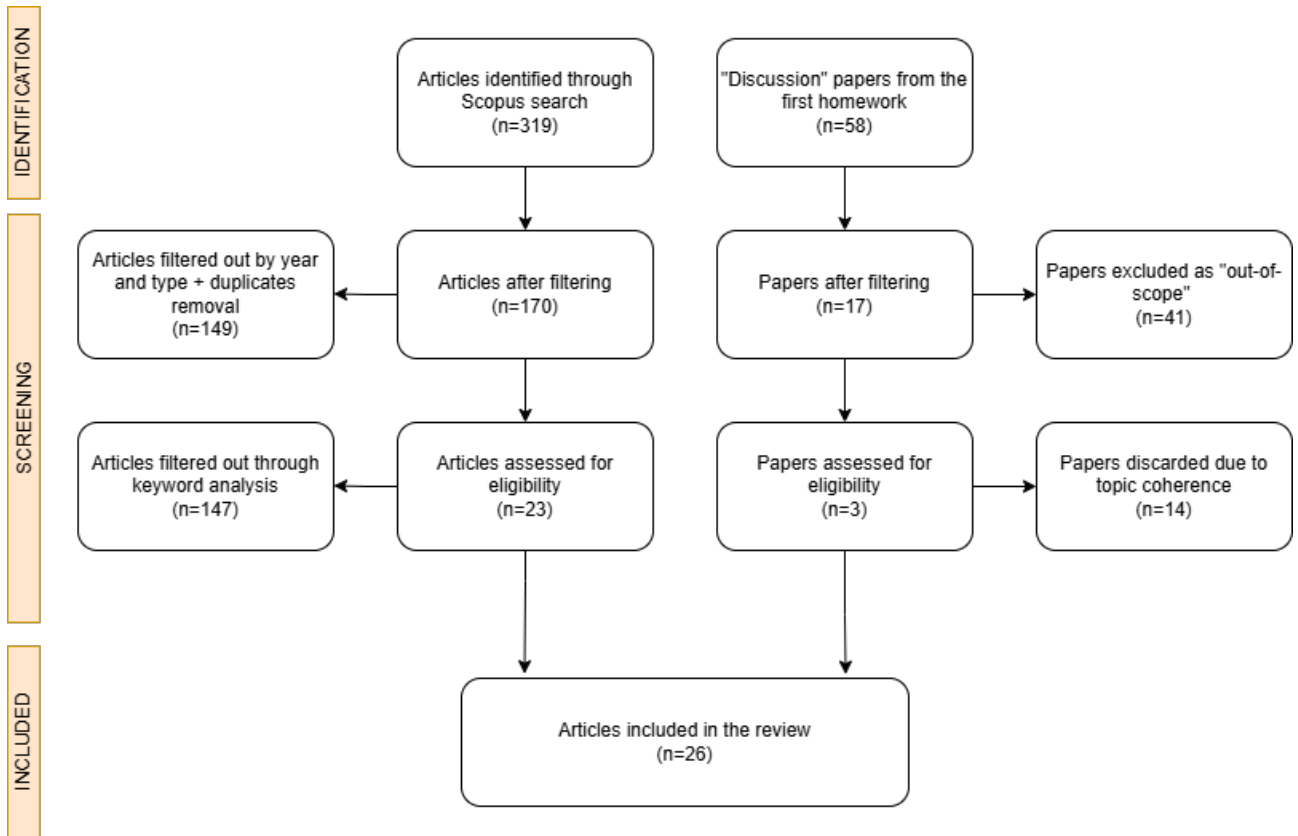 IDENTIFICATION
Articles identified through
Scopus search
(n=319)
"Discussion" papers from the
first homework
(n=58)
SCREENING
Articles filtered out by year
and type + duplicates
removal
(n=149)
Articles after filtering
(n=170)
Papers after filtering
(n=17)
Papers excluded as "out-of-
scope"
(n=41)
Articles filtered out through
keyword analysis
(n=147)
Articles assessed for
eligibility
(n=23)
Papers assessed for
eligibility
(n=3)
Papers discarded due to
topic coherence
(n=14)
INCLUDED
Articles included in the review
(n=26)